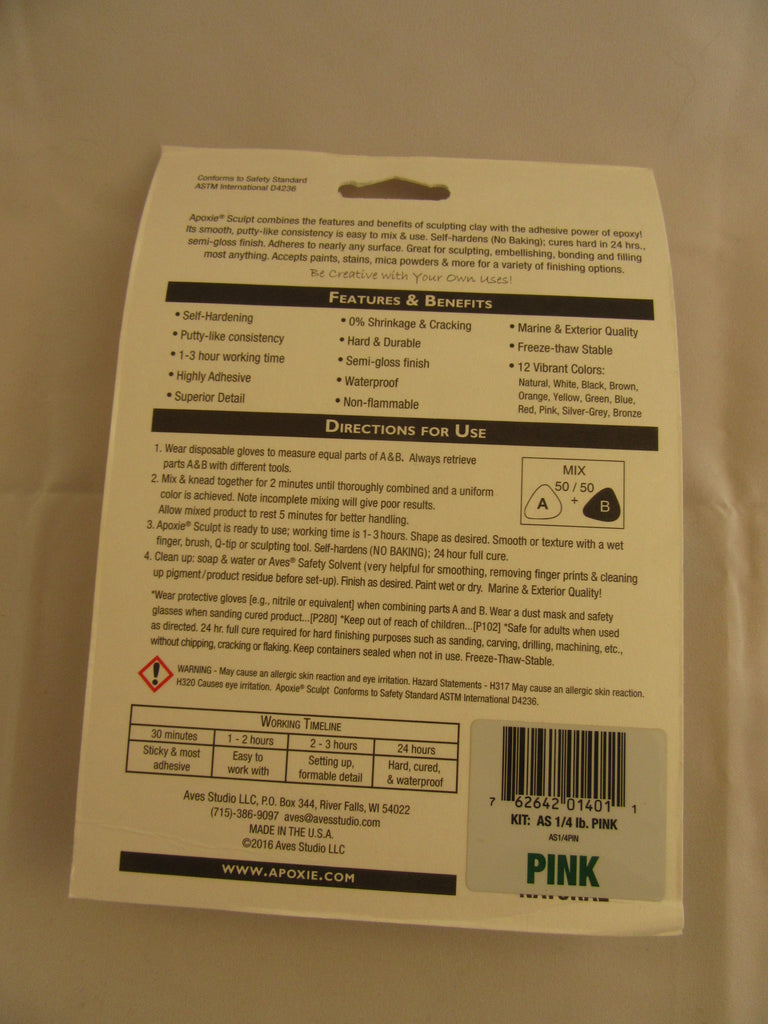 Conforms to Safety Standard
ASTM International D4236
Apoxie® Sculpt combines the features and benefits of sculpting clay with the adhesive power of epoxy!
Its smooth, putty-like consistency is easy to mix & use. Self-hardens (No Baking); cures hard in 24 hrs.,
semi-gloss finish. Adheres to nearly any surface. Great for sculpting, embellishing, bonding and filling
most anything. Accepts paints, stains, mica powders & more for a variety of finishing options.
Be Creative with Your Own Uses!
FEATURES & BENEFITS
• Self-Hardening
• Putty-like consistency
• 1-3 hour working time
• Highly Adhesive
• Superior Detail
• 0% Shrinkage & Cracking
• Hard & Durable
• Semi-gloss finish
• Waterproof
• Non-flammable
• Marine & Exterior Quality
• Freeze-thaw Stable
• 12 Vibrant Colors:
Natural, White, Black, Brown,
Orange, Yellow, Green, Blue,
Red, Pink, Silver-Grey, Bronze
DIRECTIONS FOR USE
1. Wear disposable gloves to measure equal parts of A&B. Always retrieve
parts A&B with different tools.
2. Mix & knead together for 2 minutes until thoroughly combined and a uniform
color is achieved. Note incomplete mixing will give poor results.
Allow mixed product to rest 5 minutes for better handling.
3. Apoxie® Sculpt is ready to use; working time is 1-3 hours. Shape as desired. Smooth or texture with a wet
finger, brush, Q-tip or sculpting tool. Self-hardens (NO BAKING); 24 hour full cure.
4. Clean up: soap & water or Aves® Safety Solvent (very helpful for smoothing, removing finger prints & cleaning
up pigment/product residue before set-up). Finish as desired. Paint wet or dry. Marine & Exterior Quality!
MIX
50 / 50
A + B
*Wear protective gloves [e.g., nitrile or equivalent] when combining parts A and B. Wear a dust mask and safety
glasses when sanding cured product...[P280] *Keep out of reach of children...[P102] *Safe for adults when used
as directed. 24 hr. full cure required for hard finishing purposes such as sanding, carving, drilling, machining, etc.,
without chipping, cracking or flaking. Keep containers sealed when not in use. Freeze-Thaw-Stable.
WARNING - May cause an allergic skin reaction and eye irritation. Hazard Statements - H317 May cause an allergic skin reaction.
H320 Causes eye irritation. Apoxie® Sculpt Conforms to Safety Standard ASTM International D4236.
WORKING TIMELINE
30 minutes 1 - 2 hours 2 - 3 hours 24 hours
Sticky & most Easy to Setting up, Hard, cured,
adhesive work with formable detail & waterproof
Aves Studio LLC, P.O. Box 344, River Falls, WI 54022
(715)-386-9097 aves@avesstudio.com
MADE IN THE U.S.A.
©2016 Aves Studio LLC
WWW.APOXIE.COM
7 62642 01401 1
KIT: AS 1/4 lb. PINK
AS1/4PIN
PINK
NATURAL